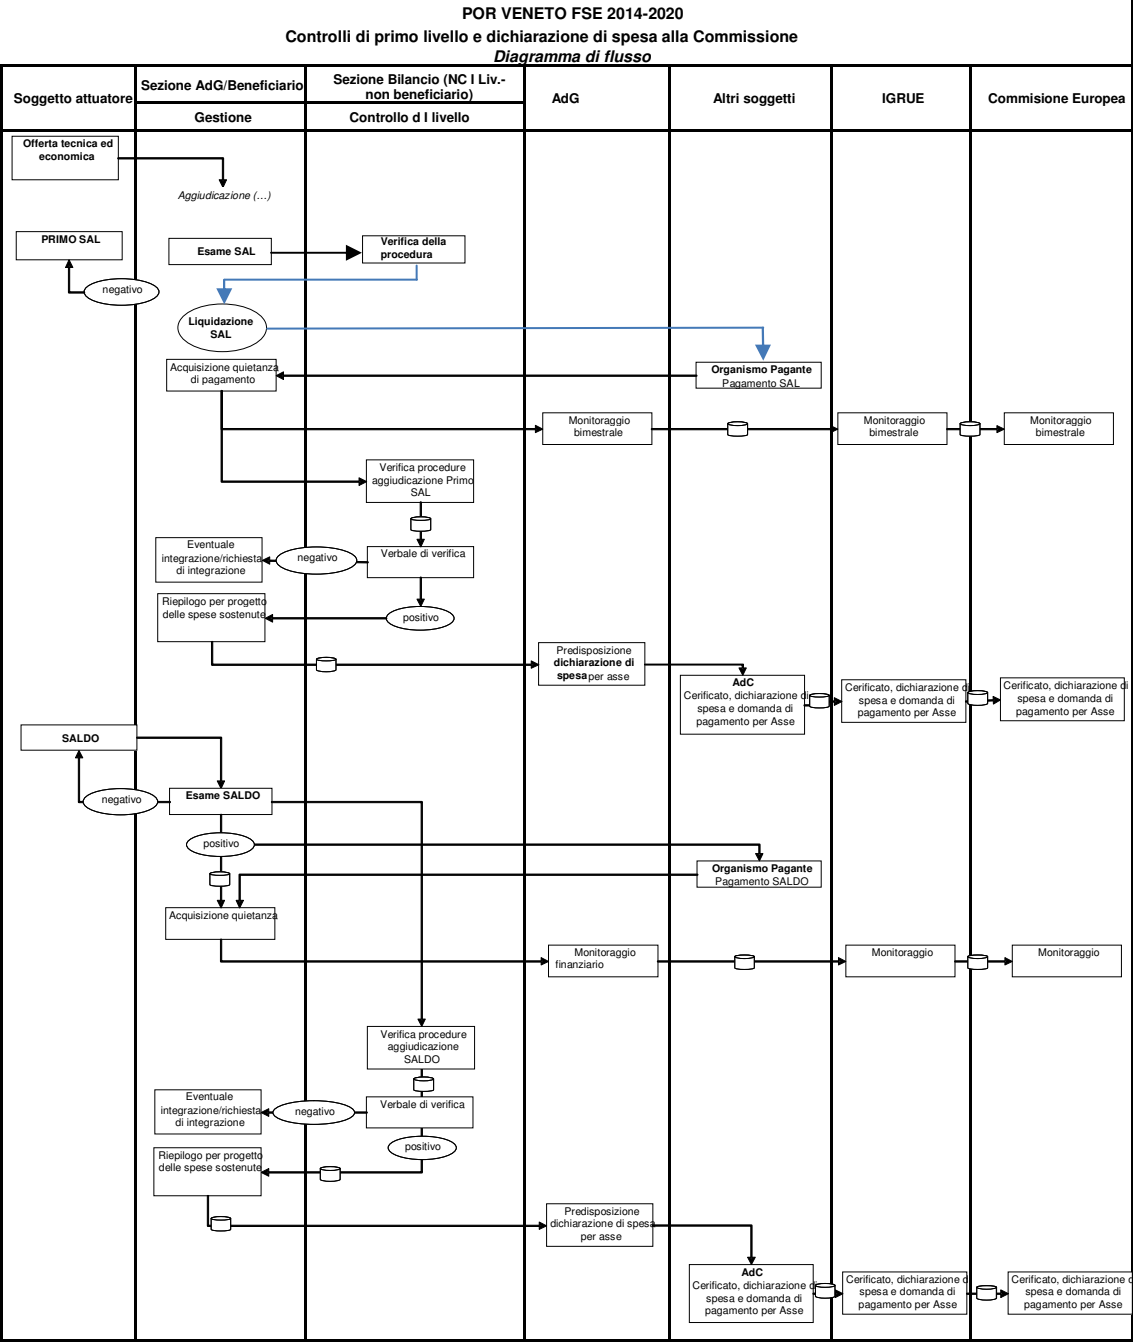 POR VENETO FSE 2014-2020
Controlli di primo livello e dichiarazione di spesa alla Commissione
Diagramma di flusso
Soggetto attuatore
Sezione AdG/Beneficiario
Gestione
Sezione Bilancio (NC I Liv.-
non beneficiario)
Controllo d I livello
AdG
Altri soggetti
IGRUE
Commisione Europea
Offerta tecnica ed
economica
Aggiudicazione (…)
PRIMO SAL
Esame SAL
Verifica della
procedura
negativo
Liquidazione
SAL
Acquisizione quietanza
di pagamento
Organismo Pagante
Pagamento SAL
Monitoraggio
bimestrale
Monitoraggio
bimestrale
Monitoraggio
bimestrale
Verifica procedure
aggiudicazione Primo
SAL
Eventuale
integrazione/richiesta
di integrazione
negativo
Verbale di verifica
Riepilogo per progetto
delle spese sostenute
positivo
Predisposizione
dichiarazione di
spesa per asse
AdC
Cerificato, dichiarazione di
spesa e domanda di
pagamento per Asse
Cerificato, dichiarazione di
spesa e domanda di
pagamento per Asse
Cerificato, dichiarazione di
spesa e domanda di
pagamento per Asse
SALDO
negativo
Esame SALDO
positivo
Organismo Pagante
Pagamento SALDO
Acquisizione quietanza
Monitoraggio
finanziario
Monitoraggio
Monitoraggio
Verifica procedure
aggiudicazione
SALDO
Eventuale
integrazione/richiesta
di integrazione
negativo
Verbale di verifica
positivo
Riepilogo per progetto
delle spese sostenute
Predisposizione
dichiarazione di spesa
per asse
AdC
Cerificato, dichiarazione di
spesa e domanda di
pagamento per Asse
Cerificato, dichiarazione d
spesa e domanda di
pagamento per Asse
Cerificato, dichiarazione d
spesa e domanda di
pagamento per Asse